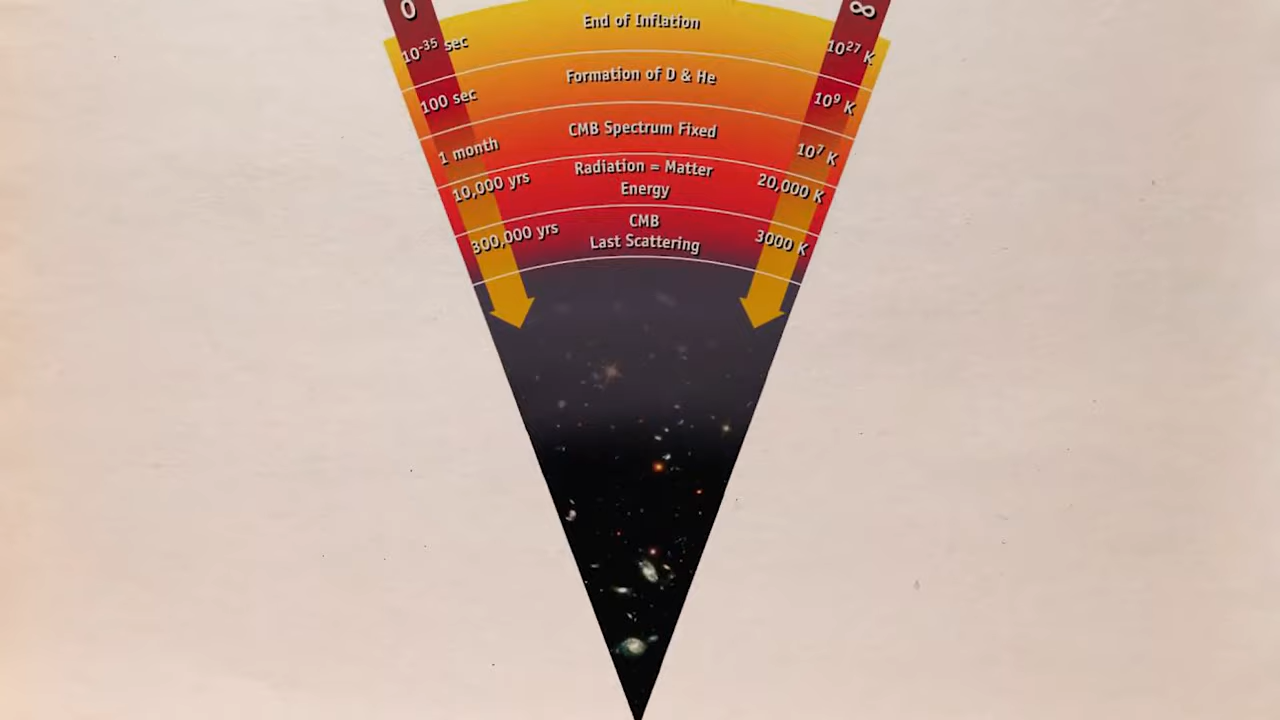 0 ∞
10⁻³⁵ sec End of Inflation 10²⁷ K
100 sec Formation of D & He 10⁹ K
1 month CMB Spectrum Fixed 10⁷ K
10,000 yrs Radiation = Matter 20,000 K
Energy
300,000 yrs CMB 3000 K
Last Scattering